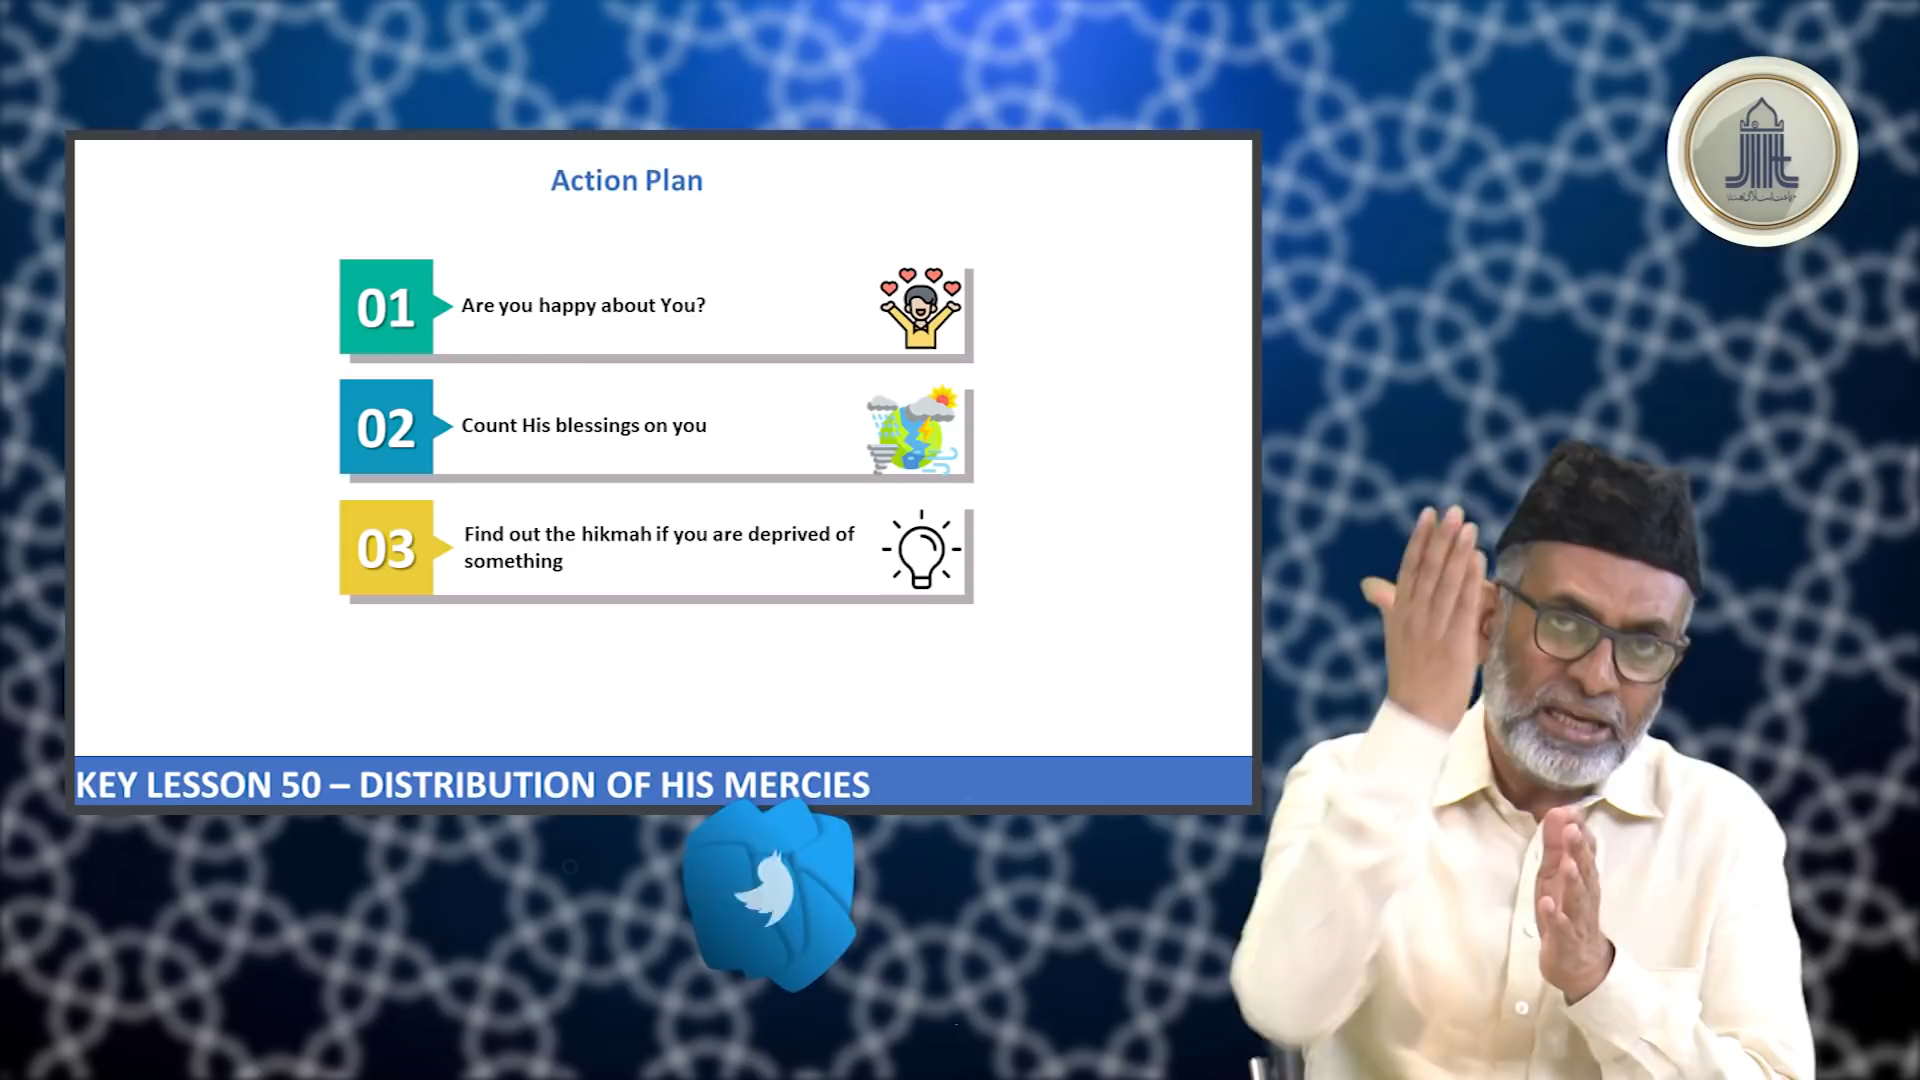 Action Plan
01
Are you happy about You?
02
Count His blessings on you
03
Find out the hikmah if you are deprived of
something
KEY LESSON 50 – DISTRIBUTION OF HIS MERCIES